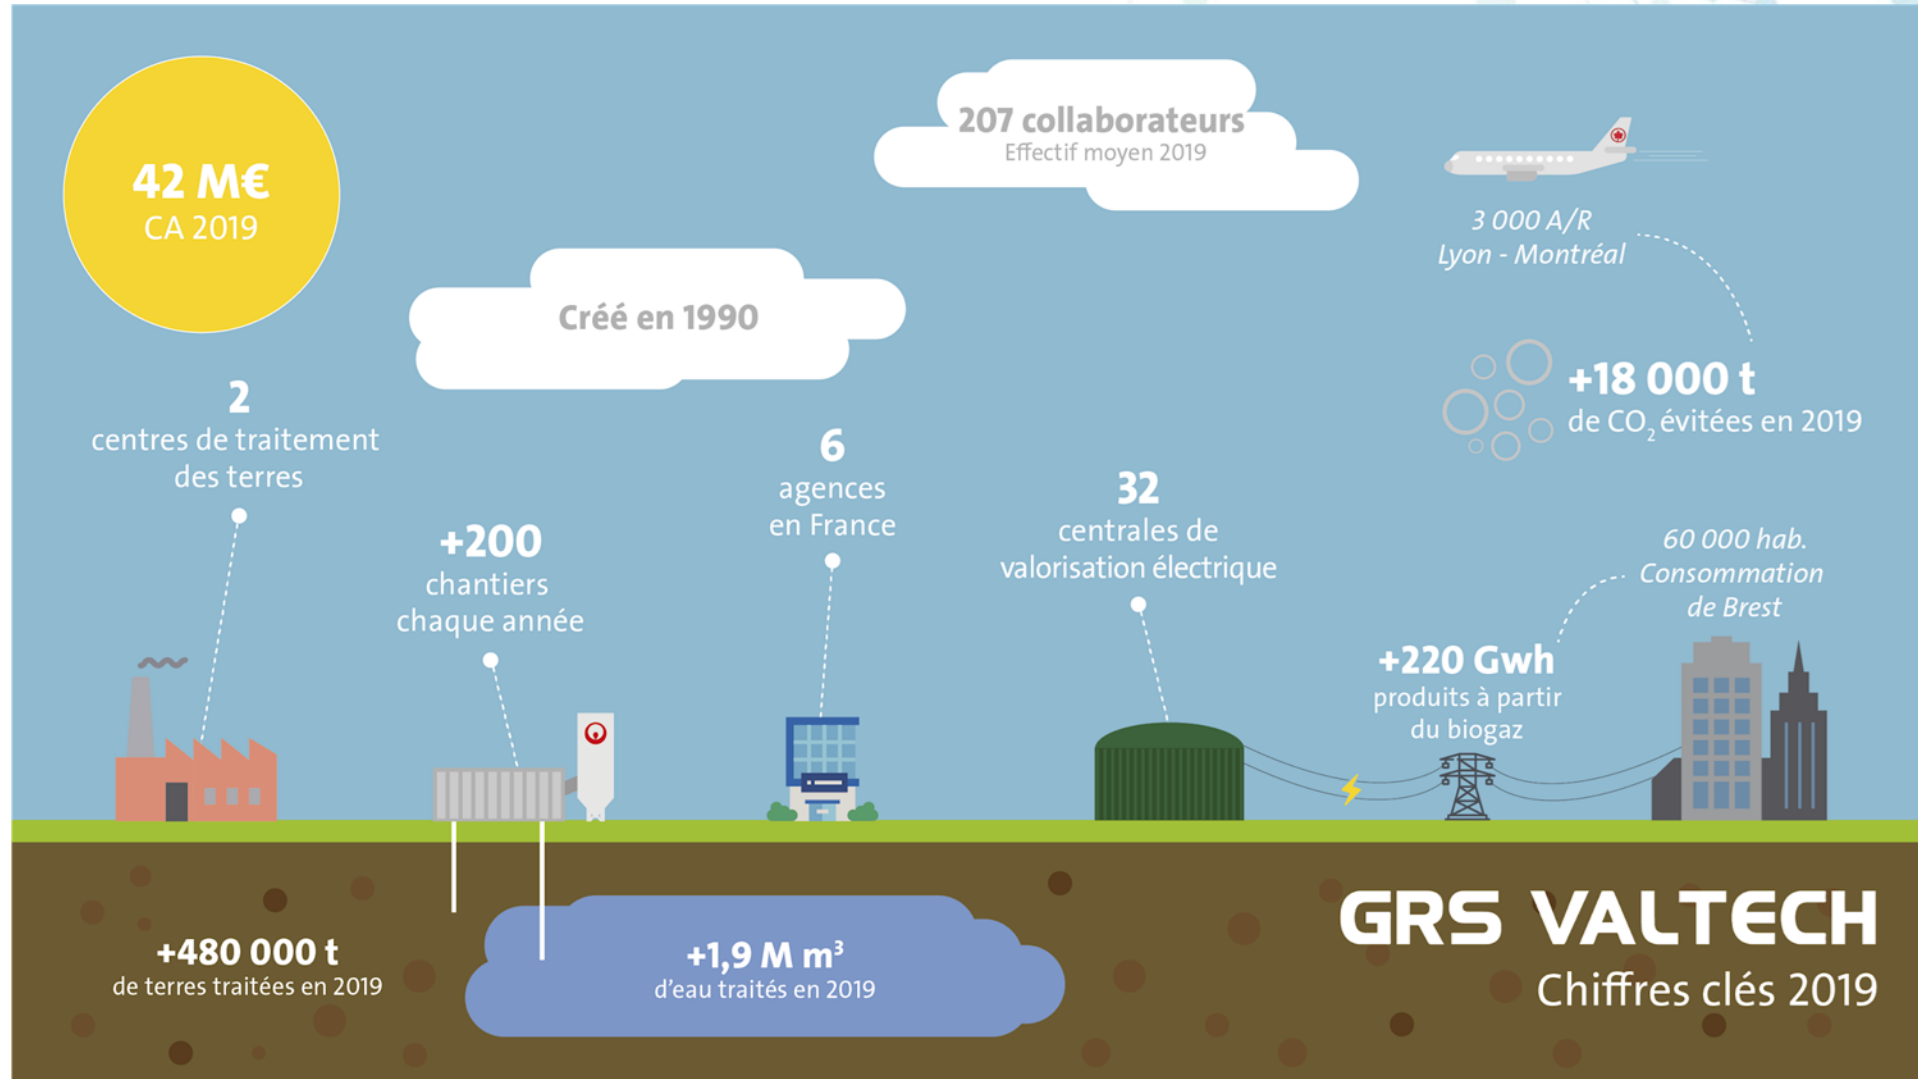 42 M€
CA 2019
207 collaborateurs
Effectif moyen 2019
3 000 A/R
Lyon - Montréal
Créé en 1990
+18 000 t
de CO₂ évitées en 2019
2
centres de traitement
des terres
+200
chantiers
chaque année
6
agences
en France
32
centrales de
valorisation électrique
60 000 hab.
Consommation
de Brest
+220 Gwh
produits à partir
du biogaz
+480 000 t
de terres traitées en 2019
+1,9 M m³
d'eau traités en 2019
GRS VALTECH
Chiffres clés 2019